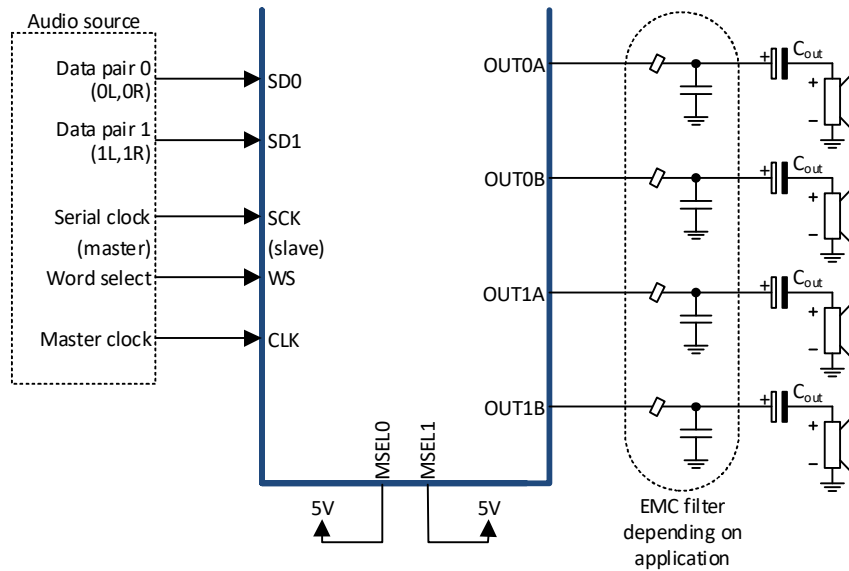 Audio source
Data pair 0
(0L,0R)
SD0
Data pair 1
(1L,1R)
SD1
Serial clock
(master)
SCK
(slave)
Word select
WS
Master clock
CLK
MSEL0
MSEL1
5V
5V
OUT0A
+
Cout
+
−
OUT0B
+
Cout
+
−
OUT1A
+
Cout
+
−
OUT1B
+
Cout
+
−
EMC filter
depending on
application